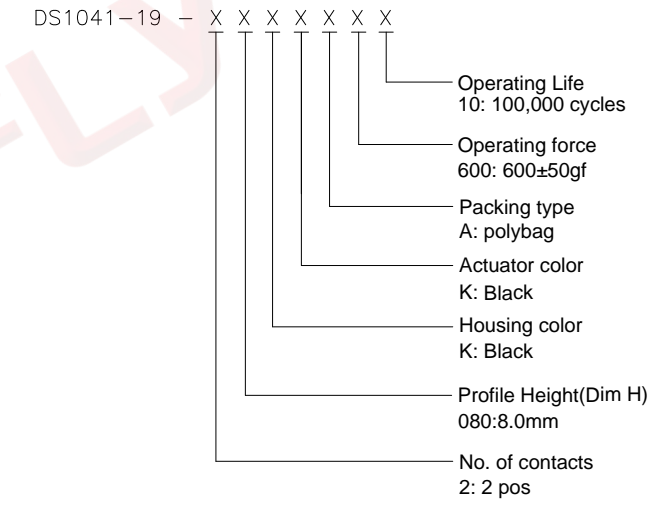 DS1041-19 - X X X X X X X
Operating Life
10: 100,000 cycles
Operating force
600: 600±50gf
Packing type
A: polybag
Actuator color
K: Black
Housing color
K: Black
Profile Height(Dim H)
080:8.0mm
No. of contacts
2: 2 pos